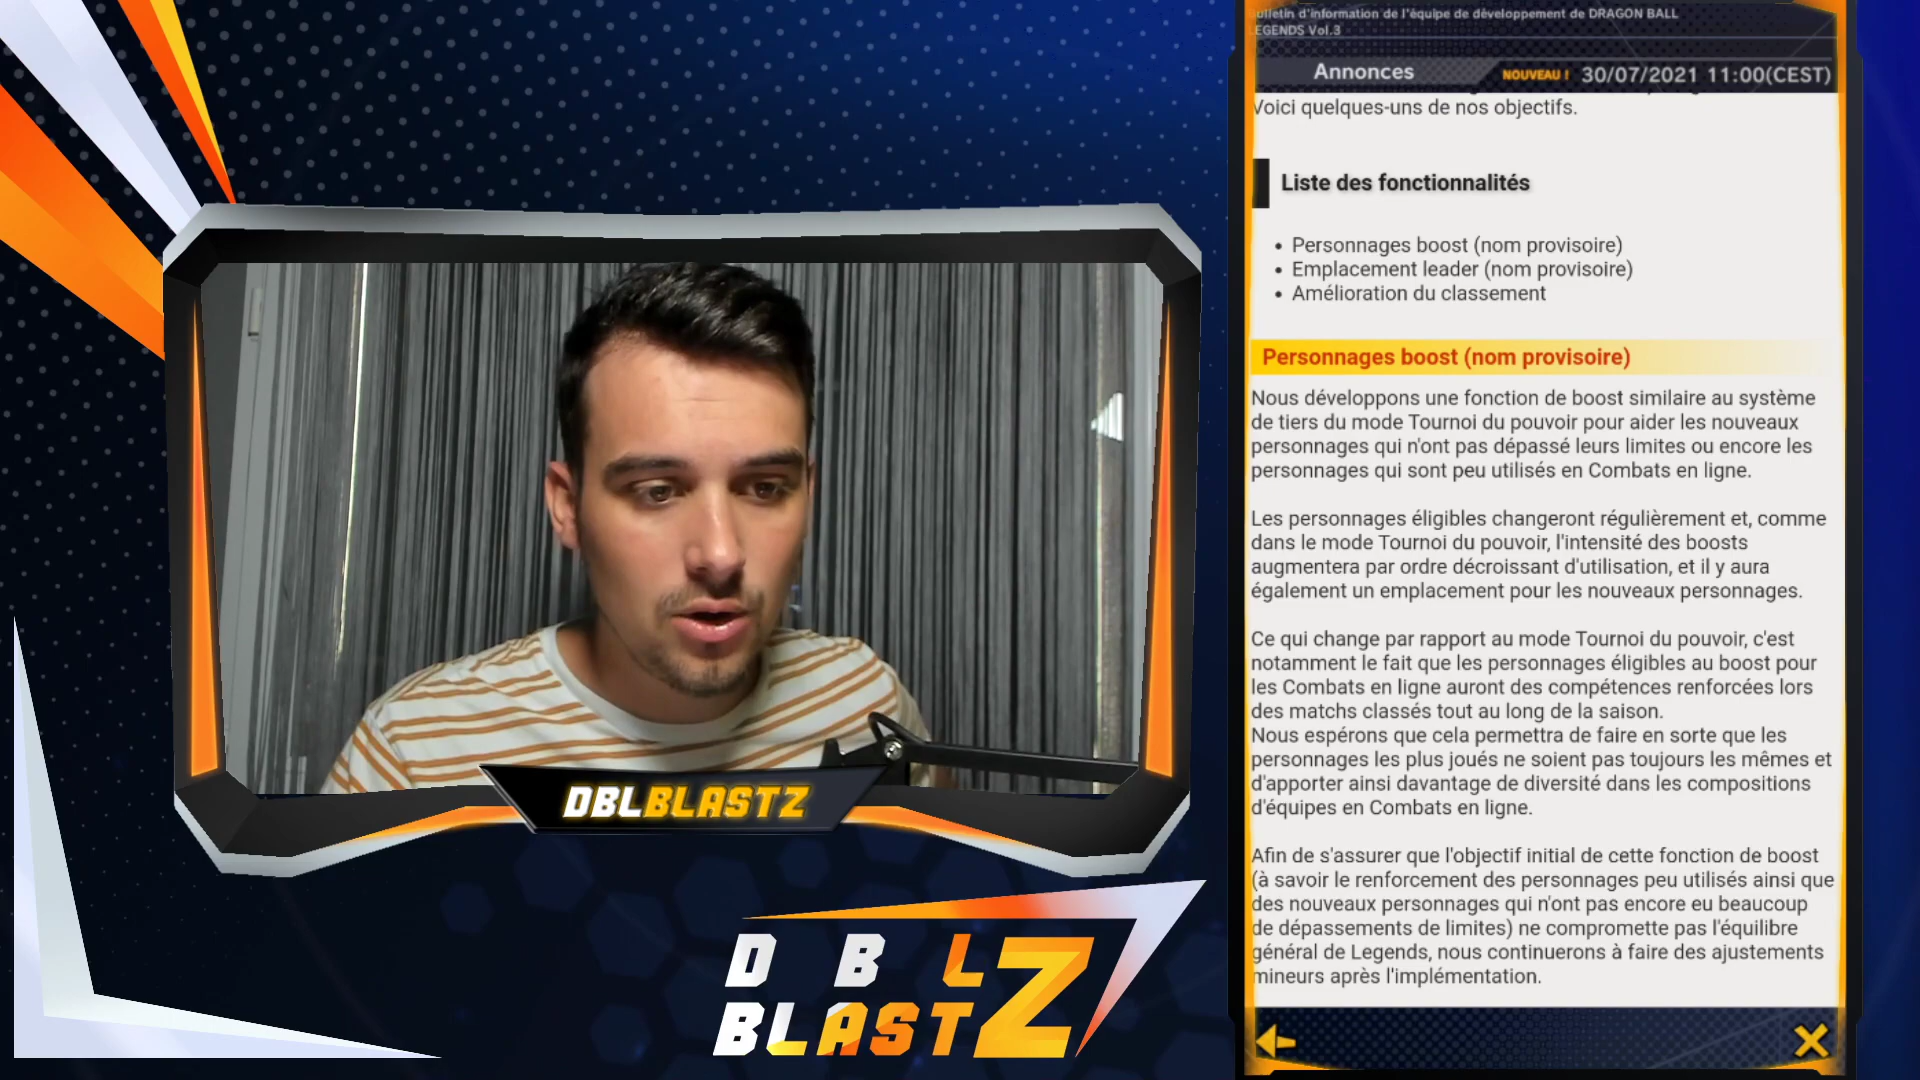 Bulletin d'information de l'équipe de développement de DRAGON BALL
LEGENDS Vol.3
Annonces
NOUVEAU !
30/07/2021 11:00(CEST)
Voici quelques-uns de nos objectifs.
Liste des fonctionnalités
• Personnages boost (nom provisoire)
• Emplacement leader (nom provisoire)
• Amélioration du classement
Personnages boost (nom provisoire)
Nous développons une fonction de boost similaire au système
de tiers du mode Tournoi du pouvoir pour aider les nouveaux
personnages qui n'ont pas dépassé leurs limites ou encore les
personnages qui sont peu utilisés en Combats en ligne.
Les personnages éligibles changeront régulièrement et, comme
dans le mode Tournoi du pouvoir, l'intensité des boosts
augmentera par ordre décroissant d'utilisation, et il y aura
également un emplacement pour les nouveaux personnages.
Ce qui change par rapport au mode Tournoi du pouvoir, c'est
notamment le fait que les personnages éligibles au boost pour
les Combats en ligne auront des compétences renforcées lors
des matchs classés tout au long de la saison.
Nous espérons que cela permettra de faire en sorte que les
personnages les plus joués ne soient pas toujours les mêmes et
d'apporter ainsi davantage de diversité dans les compositions
d'équipes en Combats en ligne.
Afin de s'assurer que l'objectif initial de cette fonction de boost
(à savoir le renforcement des personnages peu utilisés ainsi que
des nouveaux personnages qui n'ont pas encore eu beaucoup
de dépassements de limites) ne compromette pas l'équilibre
général de Legends, nous continuerons à faire des ajustements
mineurs après l'implémentation.
DBLBLASTZ
DBL
BLASTZ